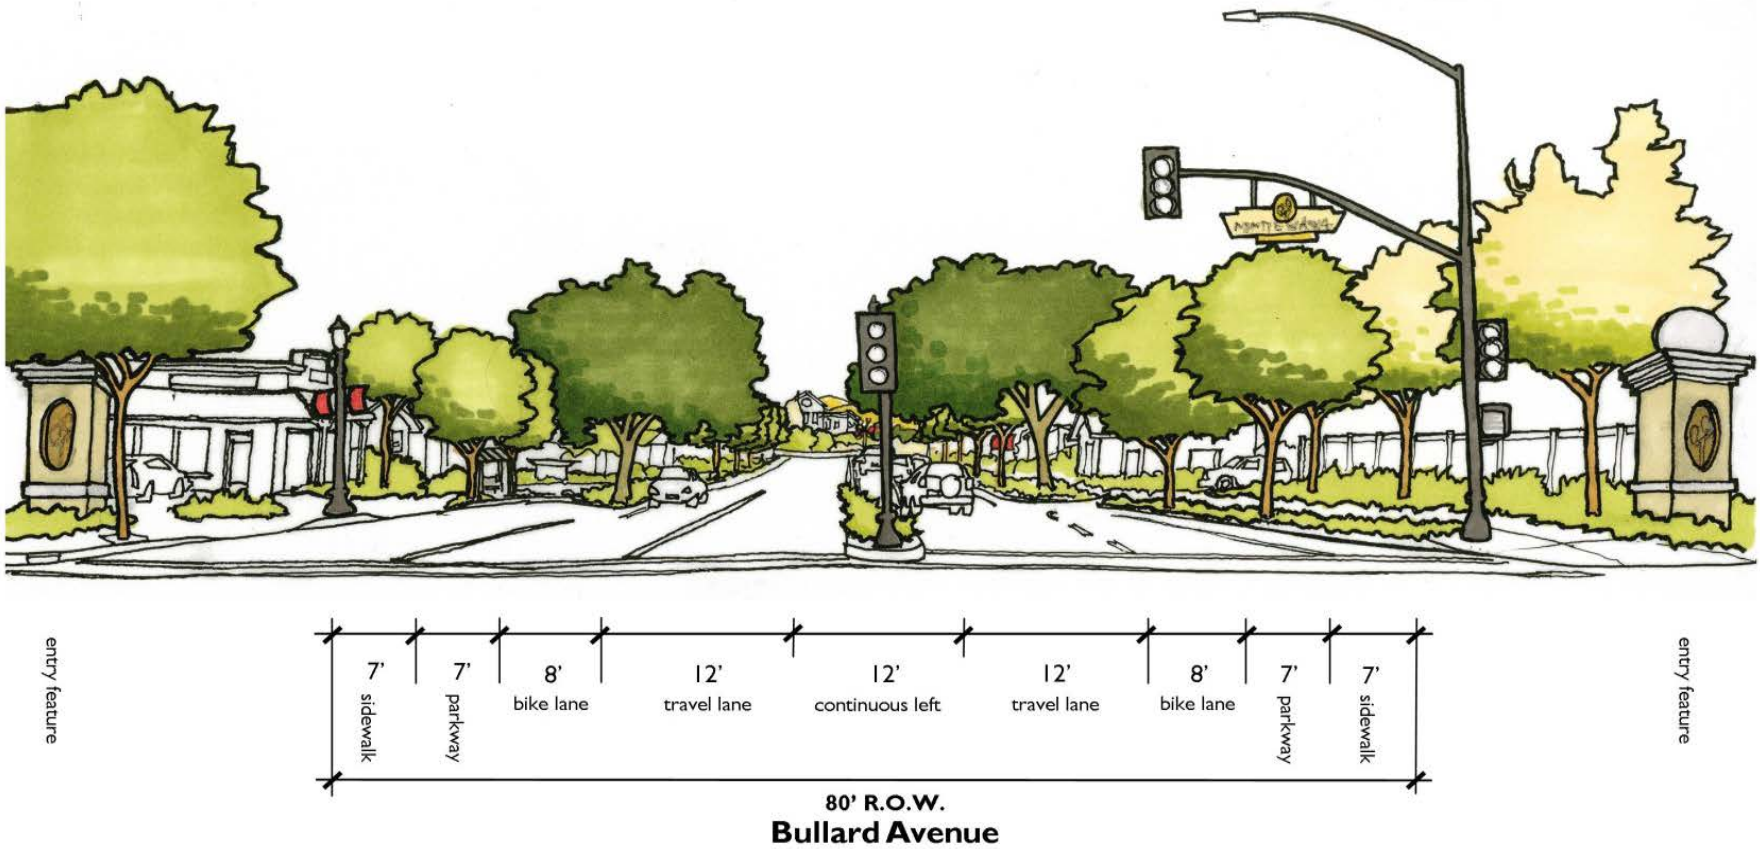 entry feature
7' 7' 8' 12' 12' 12' 8' 7' 7'
sidewalk parkway bike lane travel lane continuous left travel lane bike lane parkway sidewalk
entry feature
80' R.O.W.
Bullard Avenue